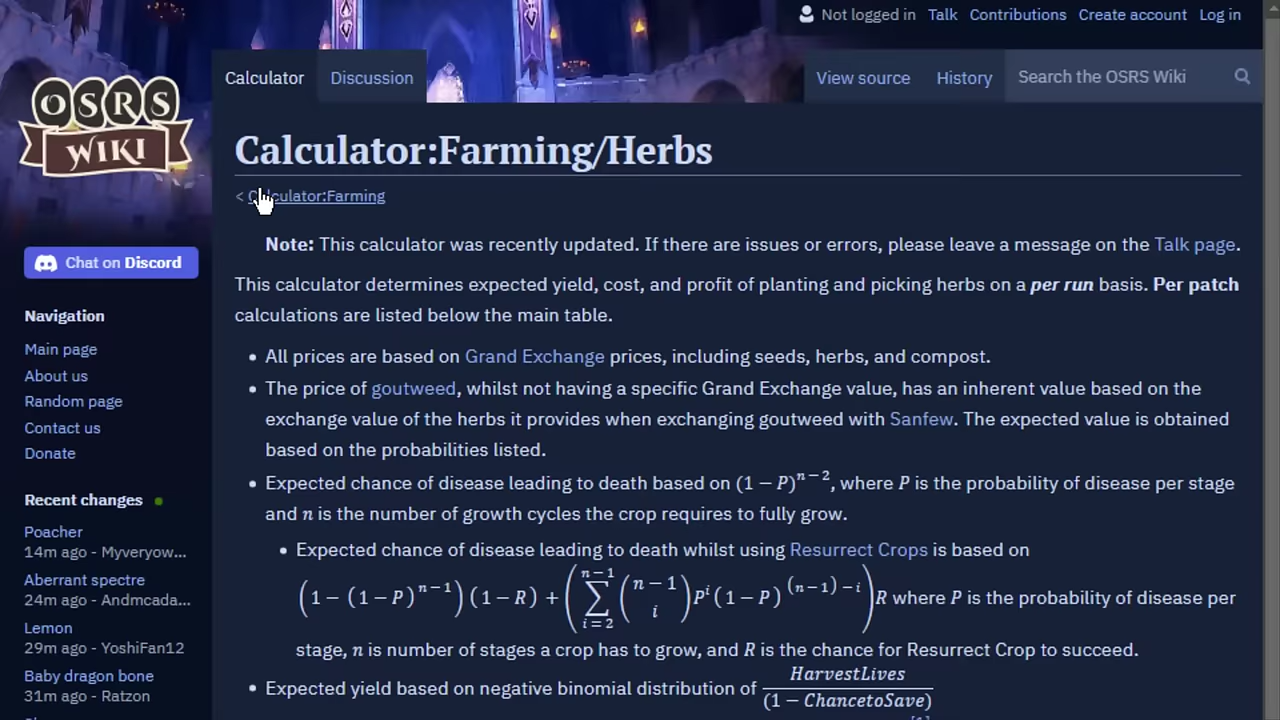 Not logged in Talk Contributions Create account Log in
Calculator Discussion View source History Search the OSRS Wiki
OSRS
WIKI
Calculator:Farming/Herbs
< Calculator:Farming
Note: This calculator was recently updated. If there are issues or errors, please leave a message on the Talk page.
This calculator determines expected yield, cost, and profit of planting and picking herbs on a per run basis. Per patch
calculations are listed below the main table.
• All prices are based on Grand Exchange prices, including seeds, herbs, and compost.
• The price of goutweed, whilst not having a specific Grand Exchange value, has an inherent value based on the
exchange value of the herbs it provides when exchanging goutweed with Sanfew. The expected value is obtained
based on the probabilities listed.
• Expected chance of disease leading to death based on (1 − P)^{n−2}, where P is the probability of disease per stage
and n is the number of growth cycles the crop requires to fully grow.
• Expected chance of disease leading to death whilst using Resurrect Crops is based on
(1 − (1 − P)^{n−1}) (1 − R) + (∑_{i=2}^{n−1} (n−1 i) P^i (1 − P)^{(n−1)−i}) R where P is the probability of disease per
stage, n is number of stages a crop has to grow, and R is the chance for Resurrect Crop to succeed.
• Expected yield based on negative binomial distribution of HarvestLives / (1 − ChancetoSave)
[1]
Chat on Discord
Navigation
Main page
About us
Random page
Contact us
Donate
Recent changes
Poacher
14m ago - Myveryow...
Aberrant spectre
24m ago - Andmcada...
Lemon
29m ago - YoshiFan12
Baby dragon bone
31m ago - Ratzon